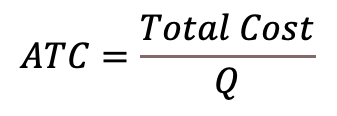 ATC = Total Cost / Q